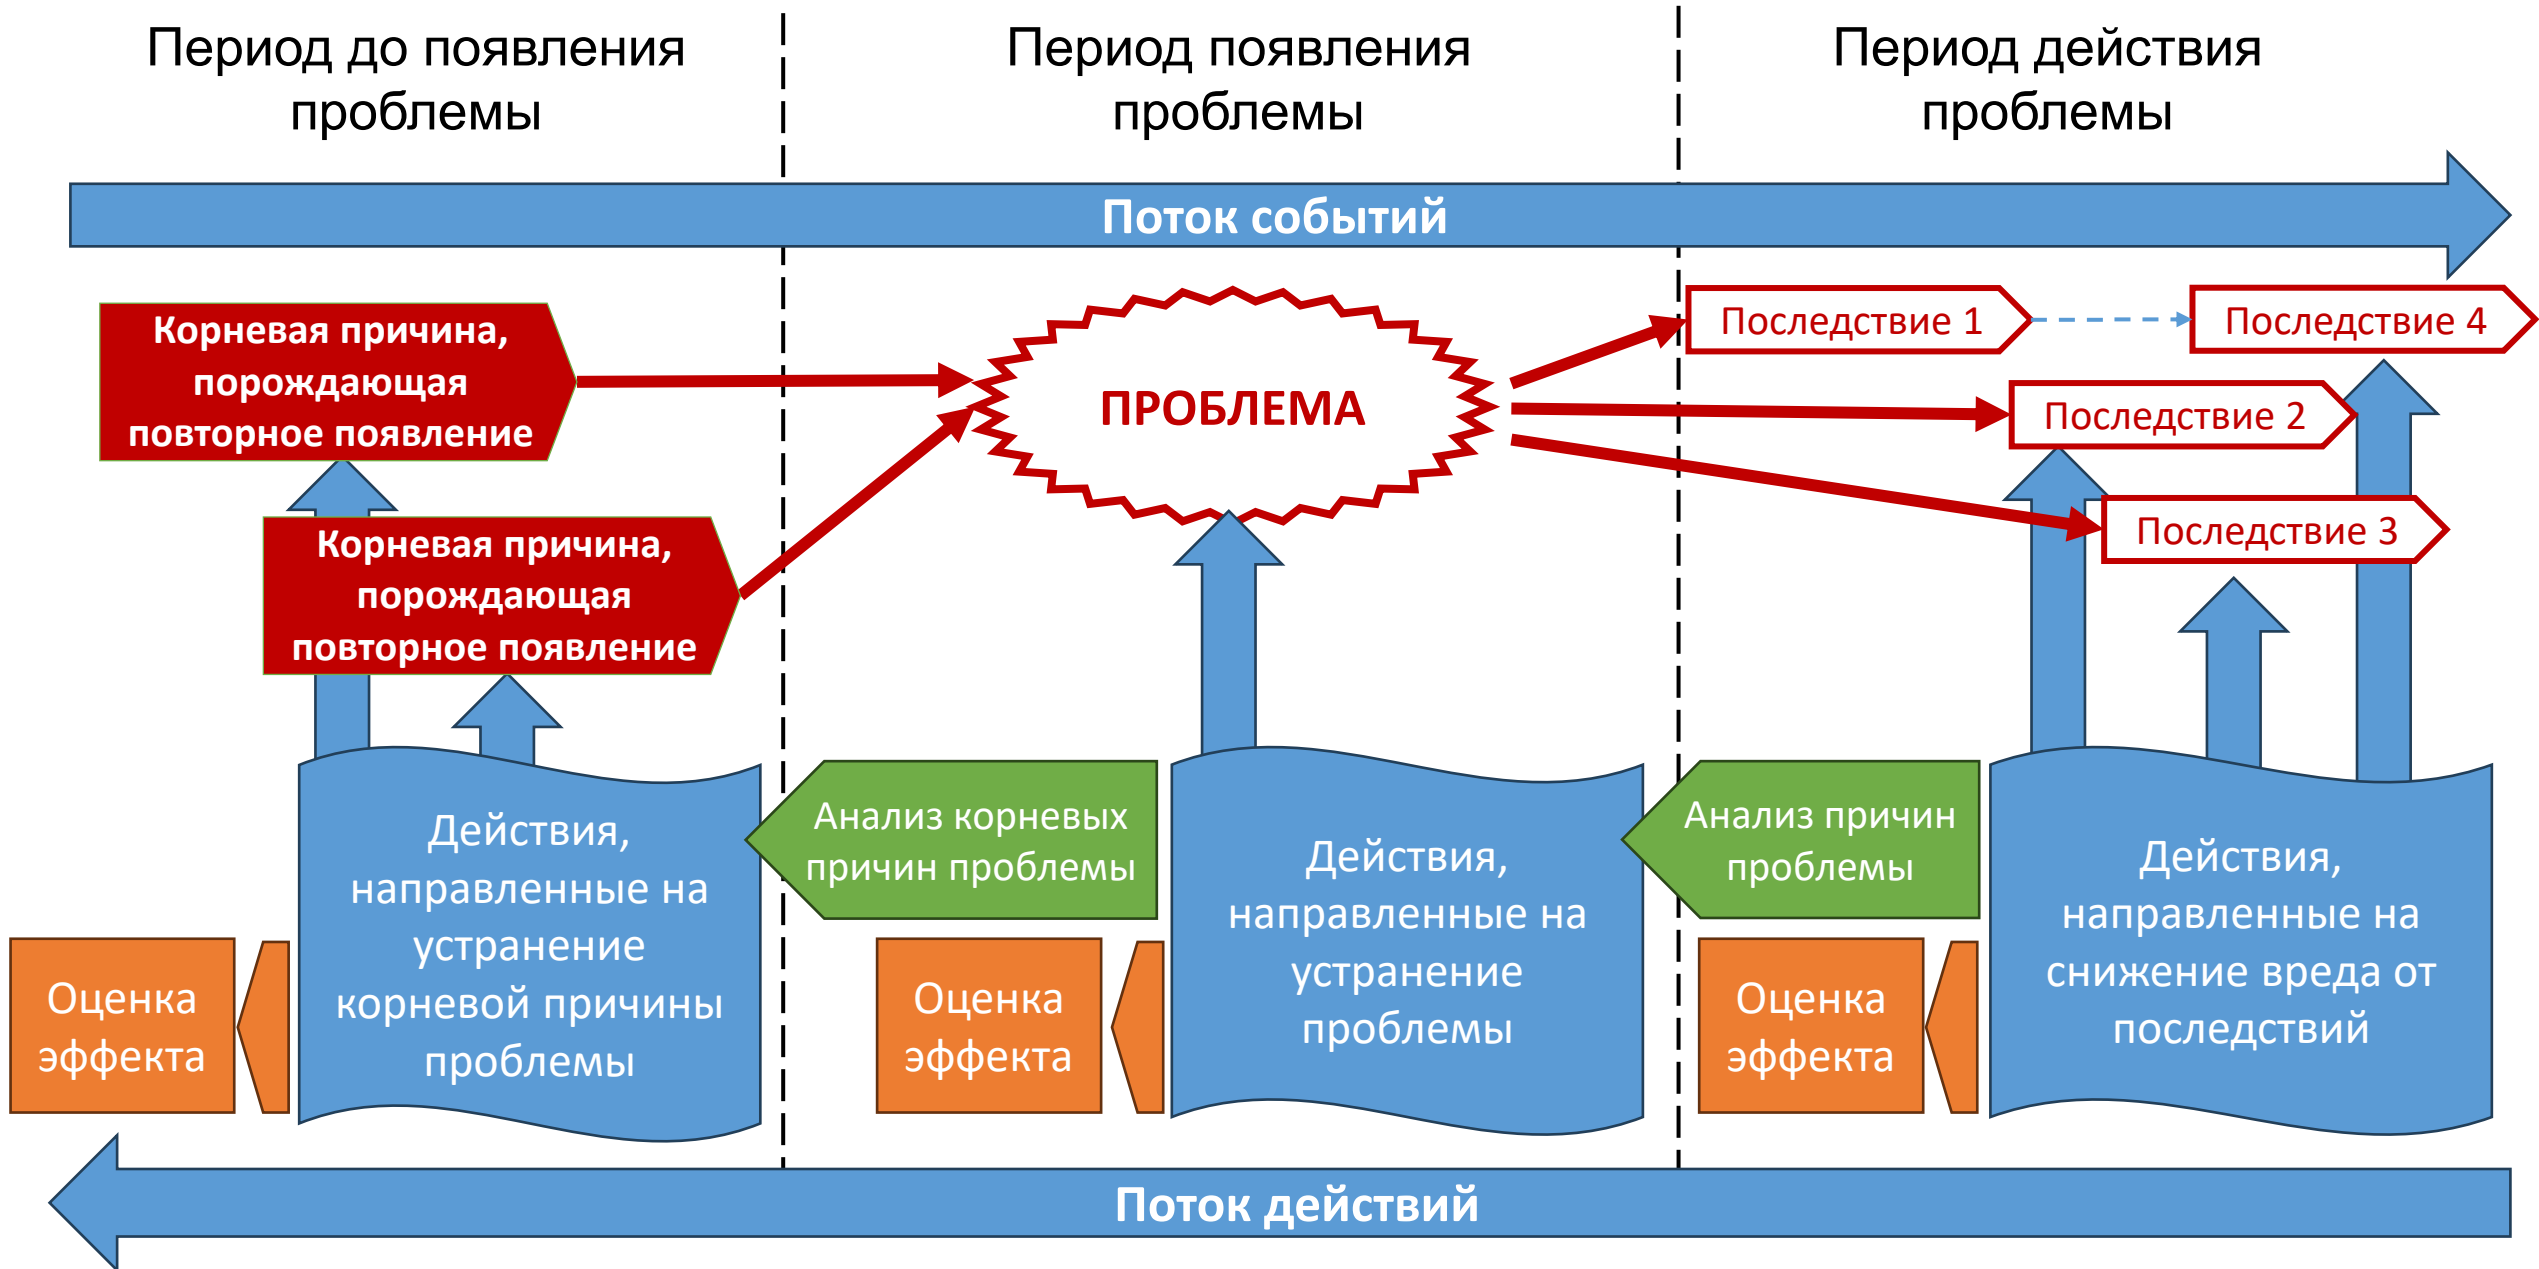 Период до появления
проблемы
Период появления
проблемы
Период действия
проблемы
Поток событий
Корневая причина,
порождающая
повторное появление
Корневая причина,
порождающая
повторное появление
ПРОБЛЕМА
Последствие 1
Последствие 4
Последствие 2
Последствие 3
Действия,
направленные на
устранение
корневой причины
проблемы
Анализ корневых
причин проблемы
Действия,
направленные на
устранение
проблемы
Анализ причин
проблемы
Действия,
направленные на
снижение вреда от
последствий
Оценка
эффекта
Оценка
эффекта
Оценка
эффекта
Поток действий